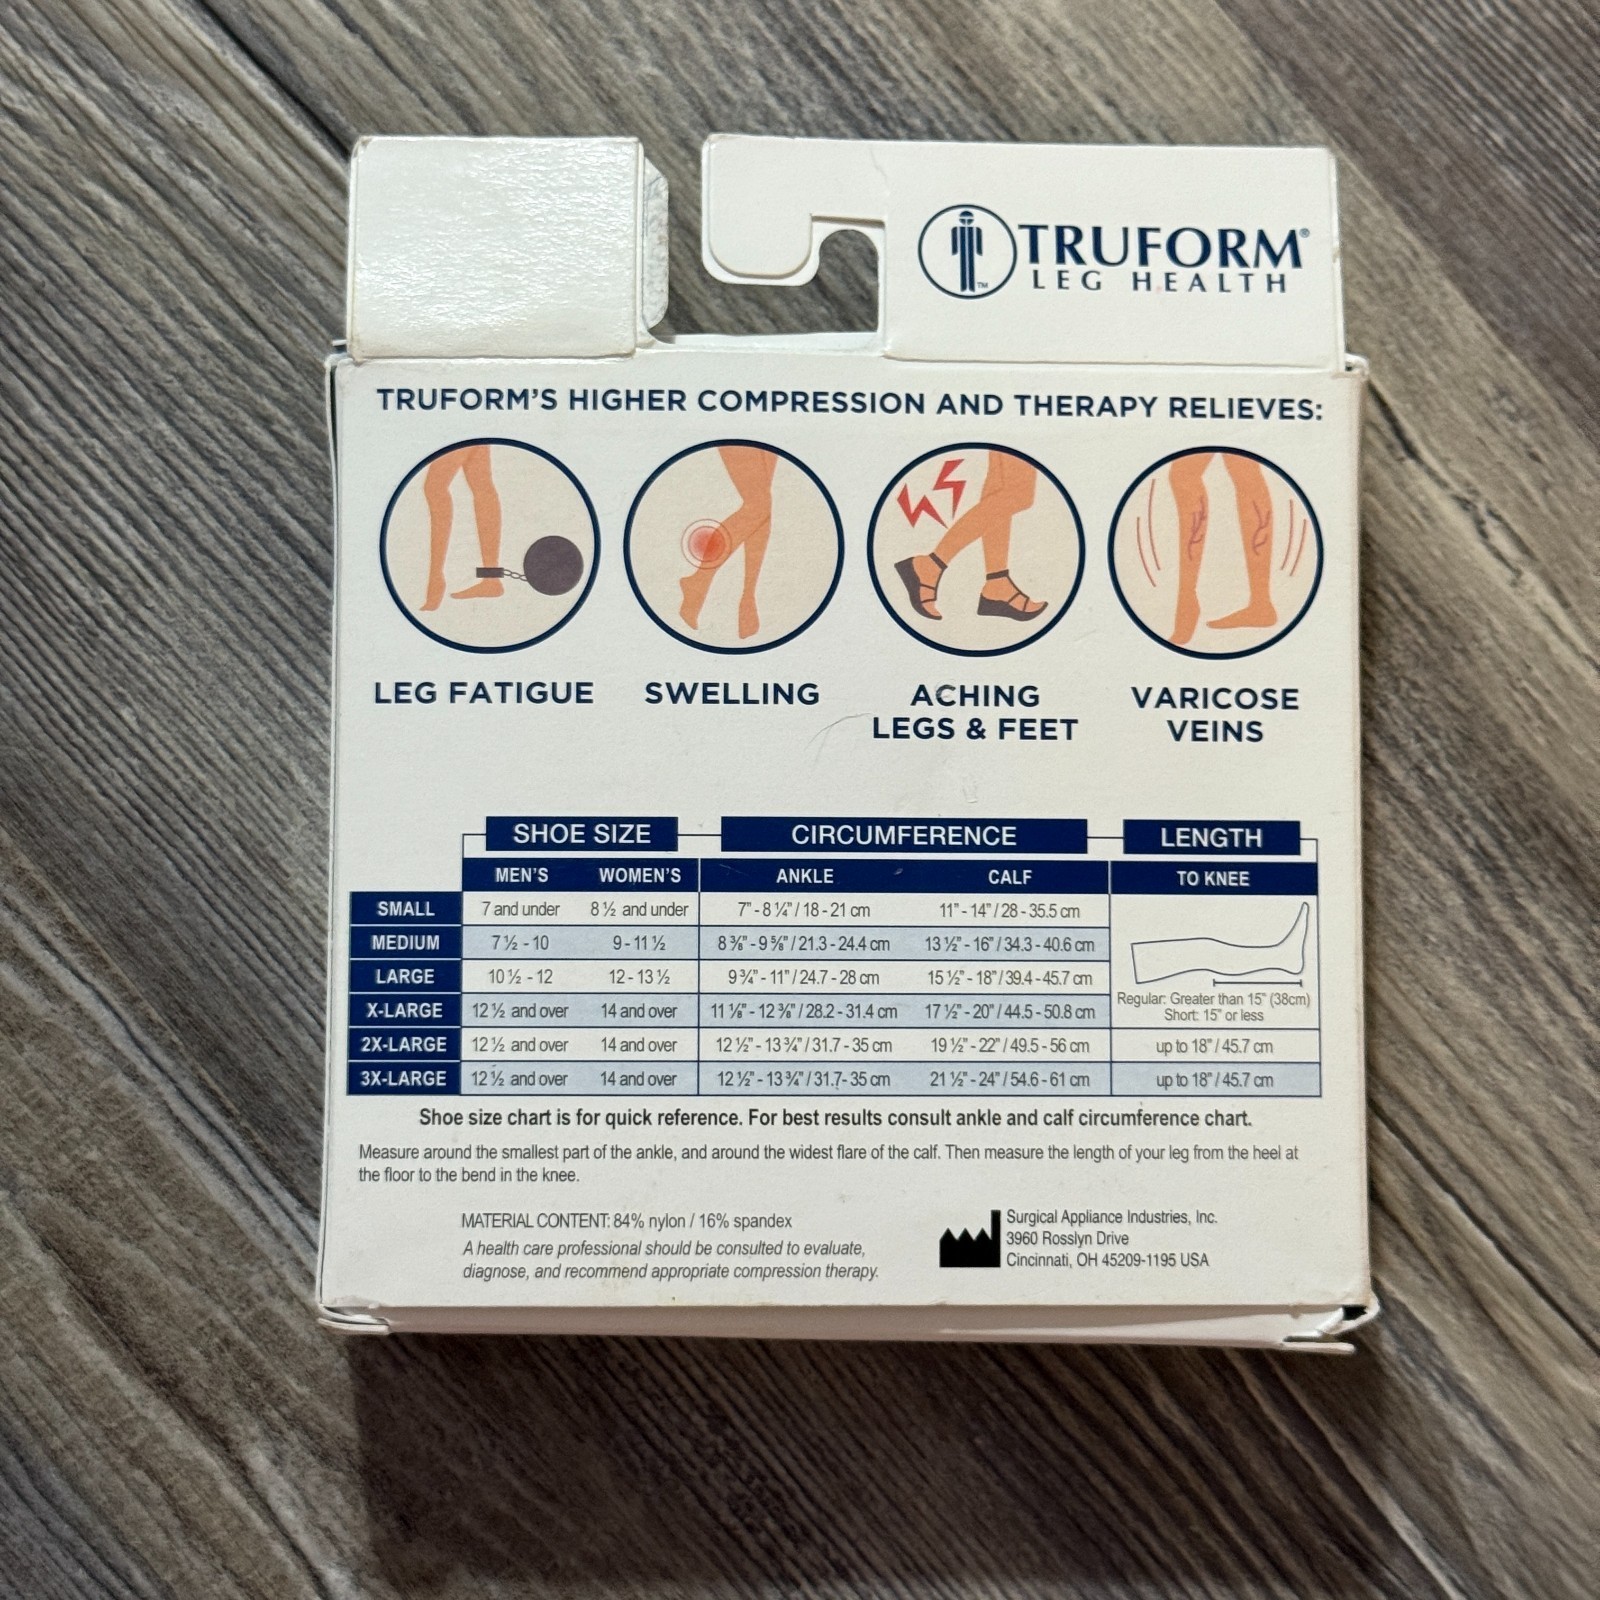 TRUFORM®
LEG HEALTH
TM
TRUFORM'S HIGHER COMPRESSION AND THERAPY RELIEVES:
LEG FATIGUE
SWELLING
ACHING
LEGS & FEET
VARICOSE
VEINS
SHOE SIZE CIRCUMFERENCE LENGTH
MEN'S WOMEN'S ANKLE CALF TO KNEE
SMALL 7 and under 8 ½ and under 7" - 8 ¼" / 18 - 21 cm 11" - 14" / 28 - 35.5 cm
MEDIUM 7 ½ - 10 9 - 11 ½ 8 ⅜" - 9 ⅝" / 21.3 - 24.4 cm 13 ½" - 16" / 34.3 - 40.6 cm
LARGE 10 ½ - 12 12 - 13 ½ 9 ¾" - 11" / 24.7 - 28 cm 15 ½" - 18" / 39.4 - 45.7 cm
X-LARGE 12 ½ and over 14 and over 11 ⅛" - 12 ⅜" / 28.2 - 31.4 cm 17 ½" - 20" / 44.5 - 50.8 cm
Regular: Greater than 15" (38cm)
Short: 15" or less
2X-LARGE 12 ½ and over 14 and over 12 ½" - 13 ¾" / 31.7 - 35 cm 19 ½" - 22" / 49.5 - 56 cm up to 18" / 45.7 cm
3X-LARGE 12 ½ and over 14 and over 12 ½" - 13 ¾" / 31.7 - 35 cm 21 ½" - 24" / 54.6 - 61 cm up to 18" / 45.7 cm
Shoe size chart is for quick reference. For best results consult ankle and calf circumference chart.
Measure around the smallest part of the ankle, and around the widest flare of the calf. Then measure the length of your leg from the heel at
the floor to the bend in the knee.
MATERIAL CONTENT: 84% nylon / 16% spandex
A health care professional should be consulted to evaluate,
diagnose, and recommend appropriate compression therapy.
Surgical Appliance Industries, Inc.
3960 Rosslyn Drive
Cincinnati, OH 45209-1195 USA